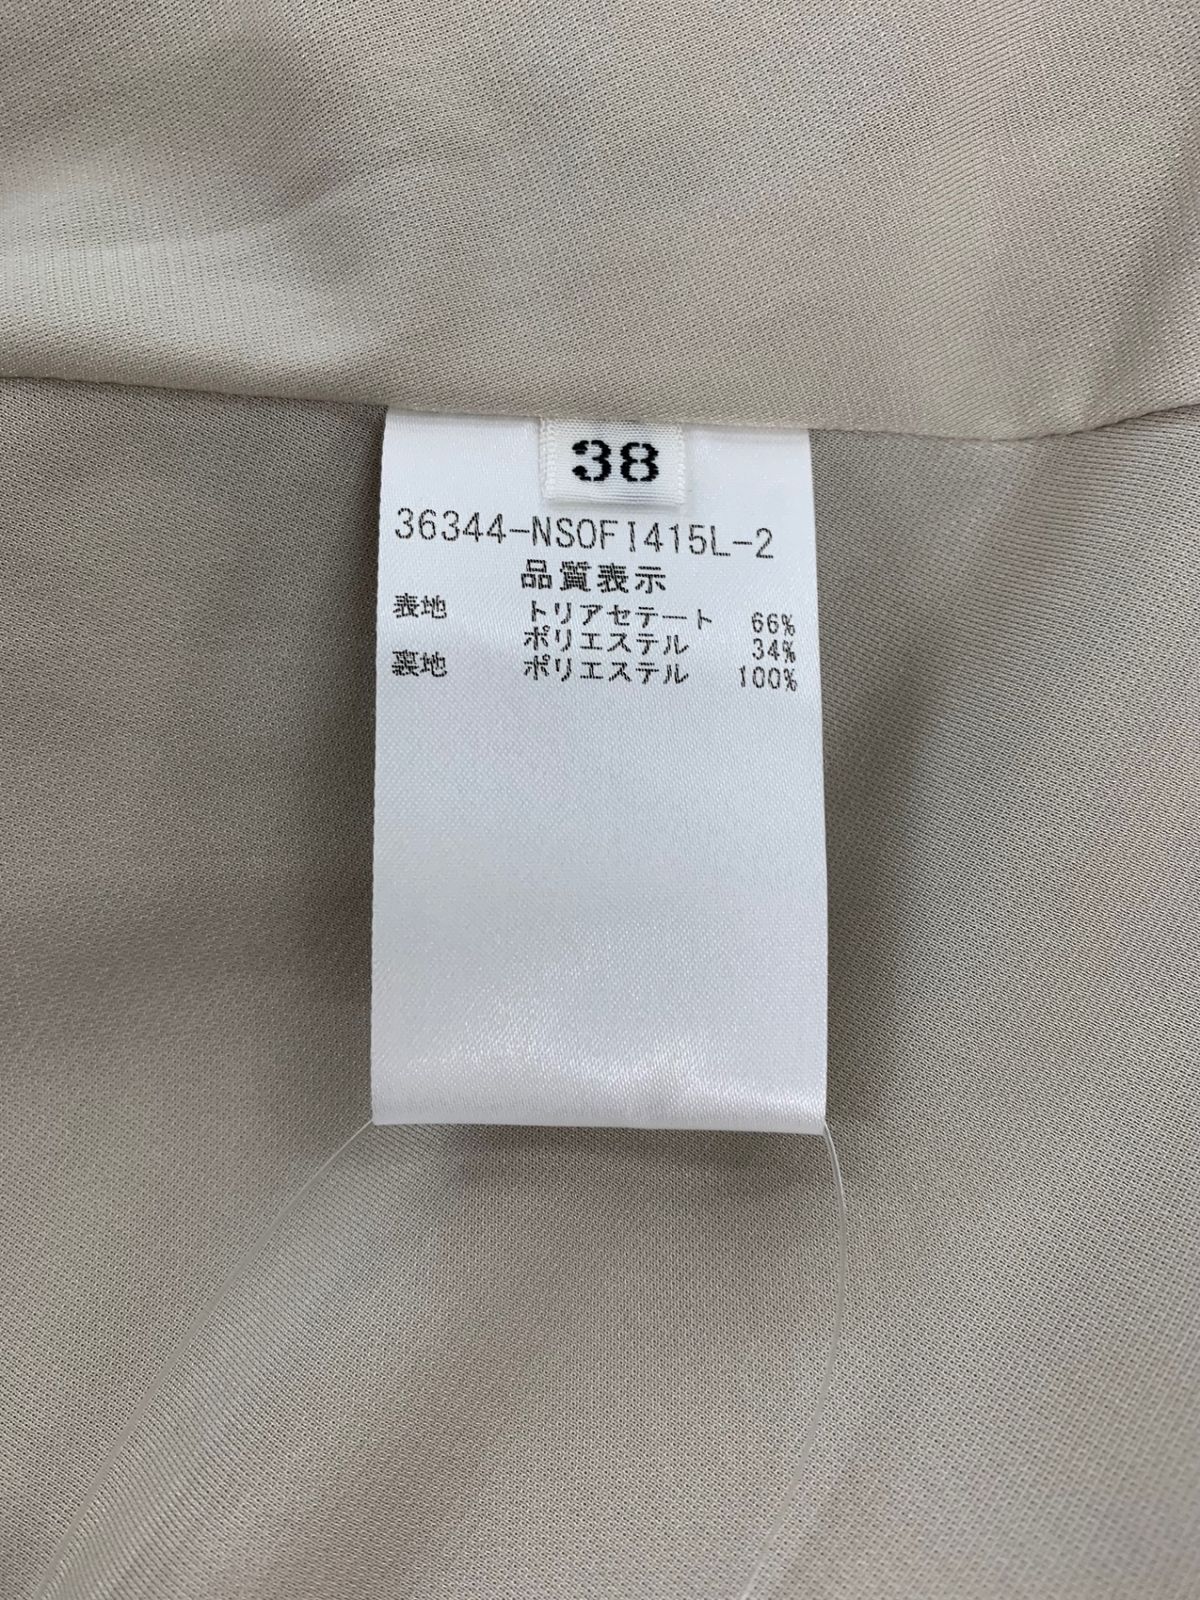 38
36344-NSOFI415L-2
品質表示
表地 トリアセテート 66%
ポリエステル 34%
裏地 ポリエステル 100%